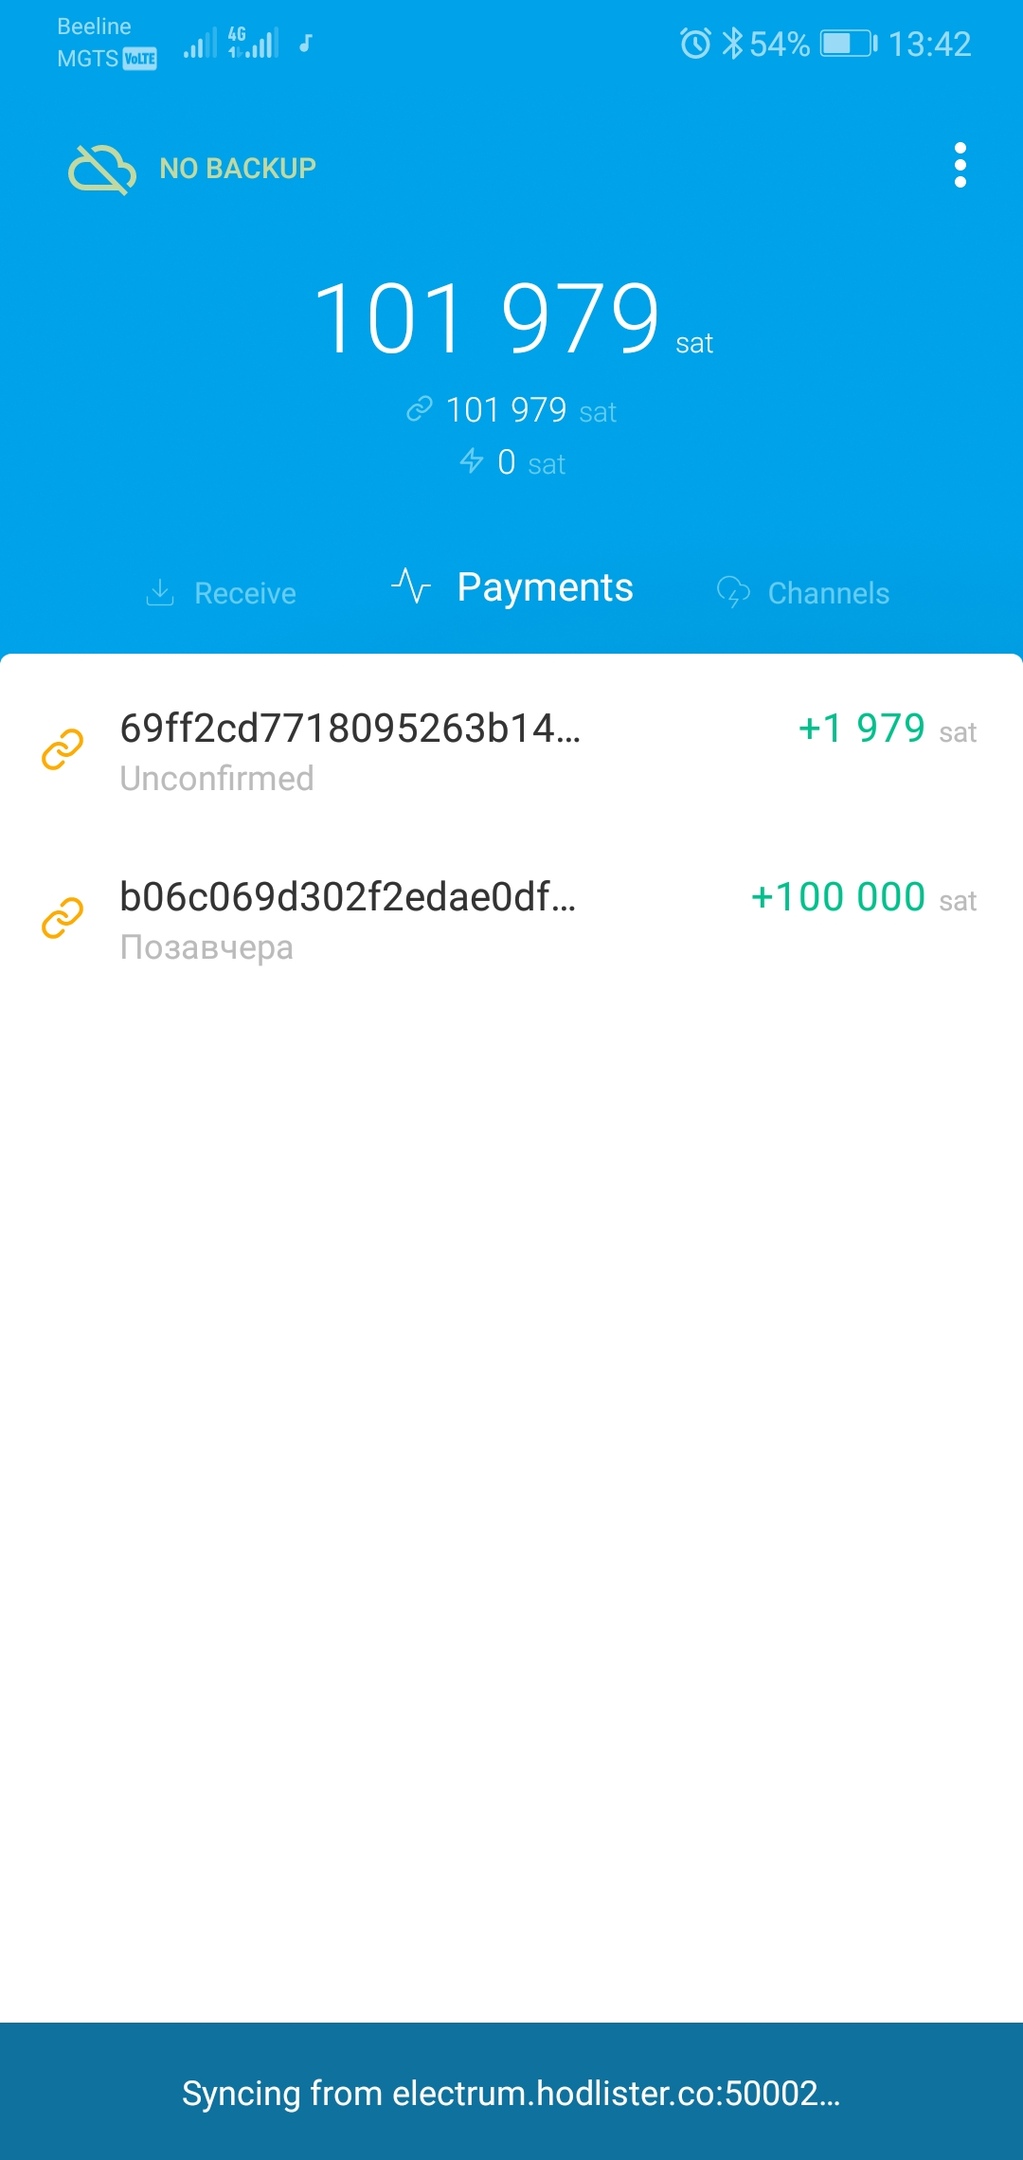 Beeline
MGTS VoLTE 4G 54% 13:42
NO BACKUP
101 979 sat
101 979 sat
0 sat
Receive Payments Channels
69ff2cd7718095263b14... +1 979 sat
Unconfirmed
b06c069d302f2edae0df... +100 000 sat
Позавчера
Syncing from electrum.hodlister.co:50002...